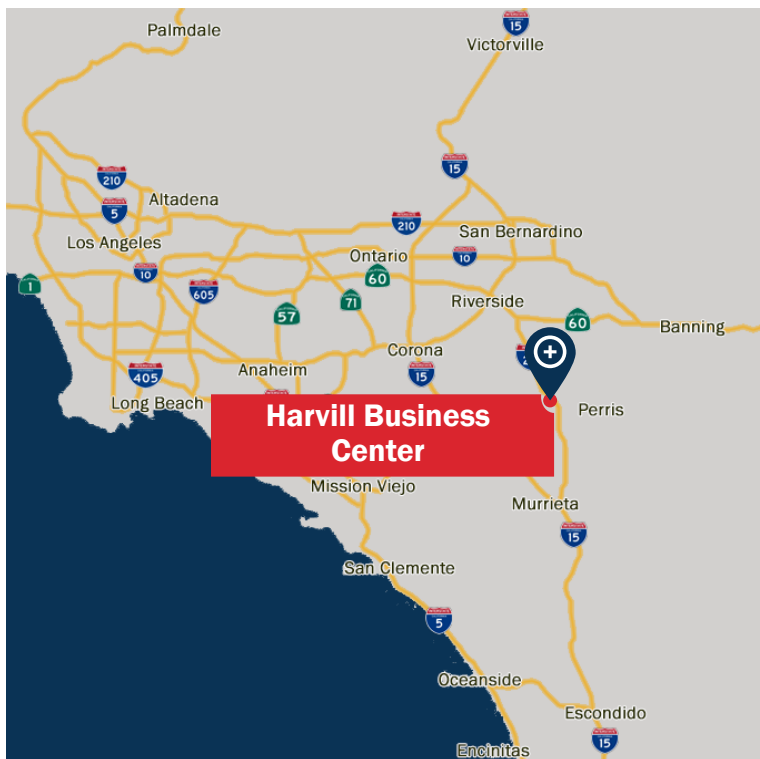 Palmdale
15
Victorville
15
210
Altadena
5
210
San Bernardino
Los Angeles
Ontario
10
10
60
1
605
71
Riverside
57
60
Banning
Corona
Anaheim
15
405
Long Beach
Harvill Business
Center
Perris
Mission Viejo
Murrieta
15
San Clemente
5
Oceanside
Escondido
15
Encinitas